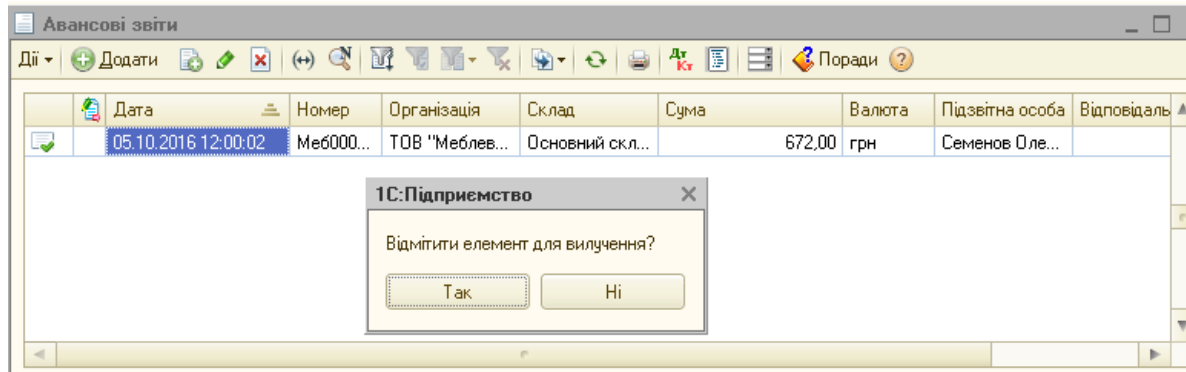 Авансові звіти
Дії Додати Дт Кт Поради
Дата Номер Організація Склад Сума Валюта Підзвітна особа Відповідаль
05.10.2016 12:00:02 Меб000... ТОВ "Меблев... Основний скл... 672,00 грн Семенов Оле...
1С:Підприємство
Відмітити елемент для вилучення?
Так Ні